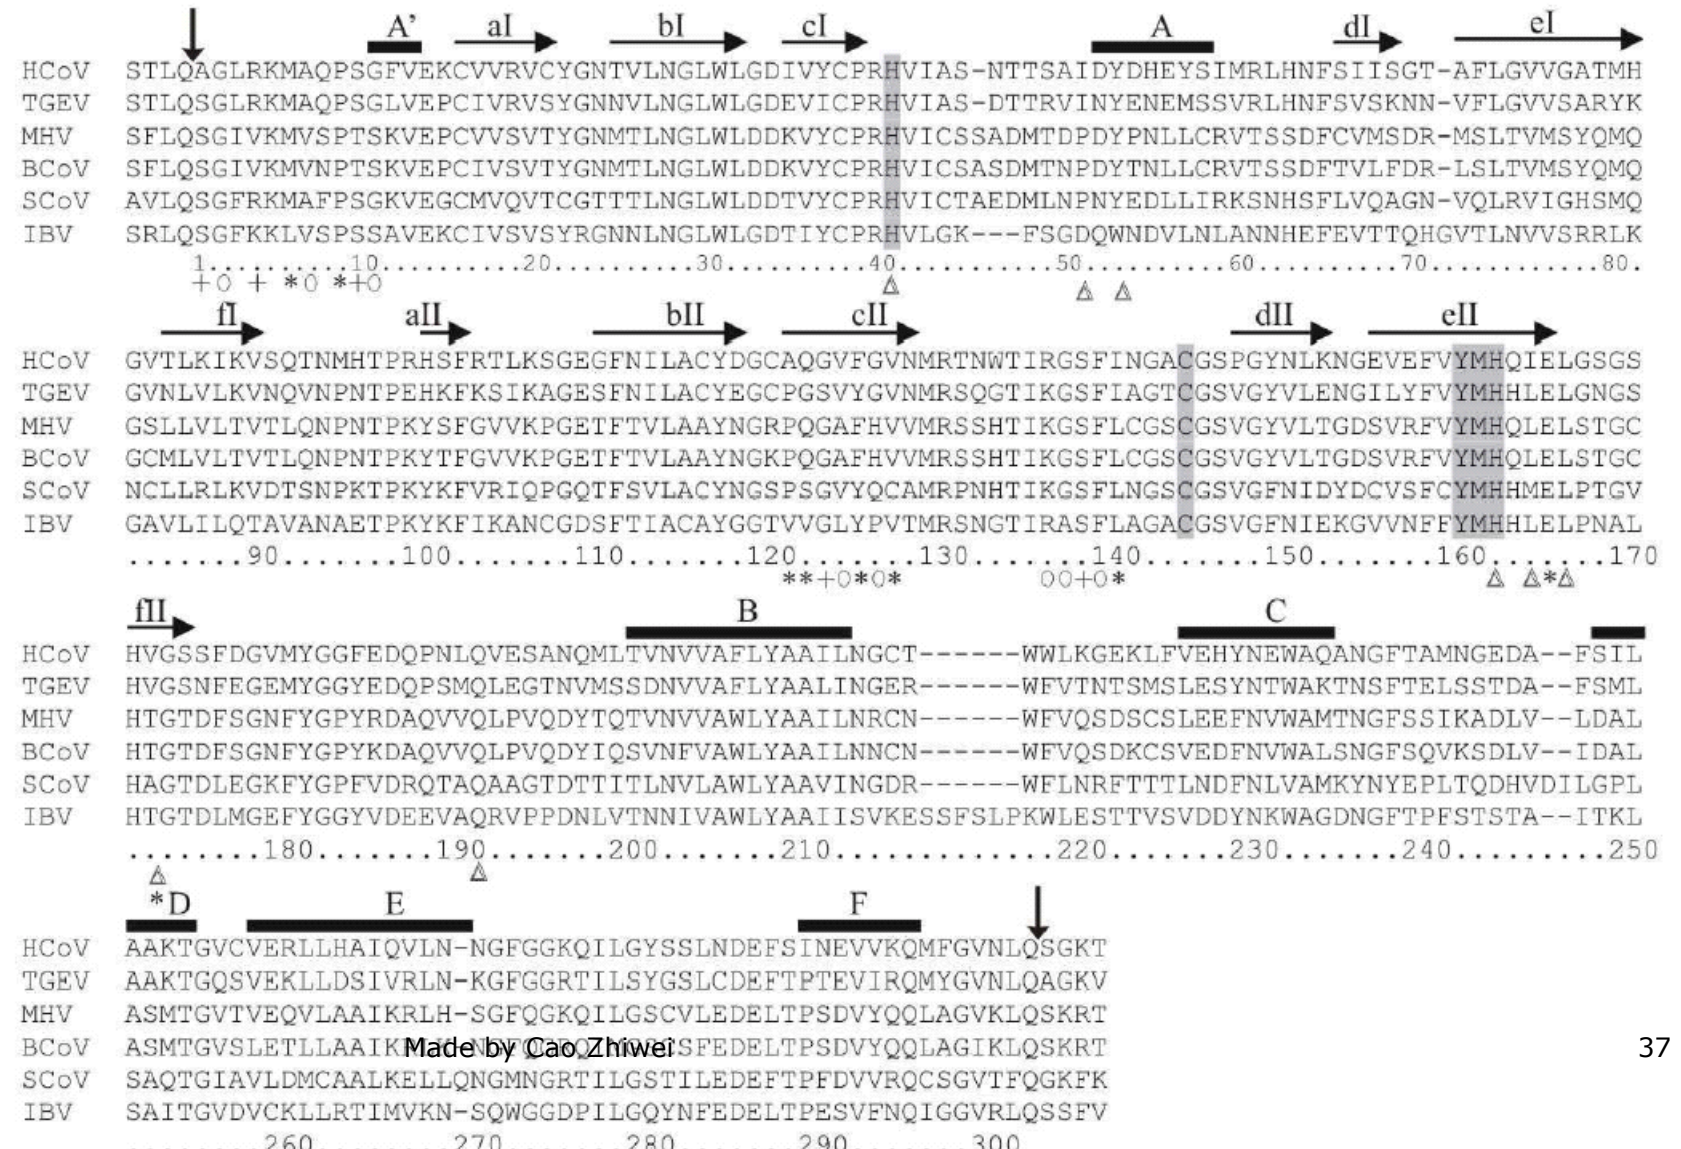 A' aI bI cI A dI eI
HCoV STLQAGLRKMAQPSGFVEKCVVRVCYGNTVLNGLWLGDIVYCPRHVIAS-NTTSAIDYDHEYSIMRLHNFSIISGT-AFLGVVGATMH
TGEV STLQSGLRKMAQPSGLVEPCIVRVSYGNNVLNGLWLGDEVICPRHVIAS-DTTRVINYENEMSSVRLHNFSVSKNN-VFLGVVSARYK
MHV SFLQSGIVKMVSPTSKVEPCVVSVTYGNMTLNGLWLDDKVYCPRHVICSSADMTDPDYPNLLCRVTSSDFCVMSDR-MSLTVMSYQMQ
BCoV SFLQSGIVKMVNPTSKVEPCIVSVTYGNMTLNGLWLDDKVYCPRHVICSASDMTNPDYTNLLCRVTSSDFTVLFDR-LSLTVMSYQMQ
SCoV AVLQSGFRKMAFPSGKVEGCMVQVTCGTTTLNGLWLDDTVYCPRHVICTAEDMLNPNYEDLLIRKSNHSFLVQAGN-VQLRVIGHSMQ
IBV SRLQSGFKKLVSPSSAVEKCIVSVSYRGNNLNGLWLGDTIYCPRHVLGK---FSGDQWNDVLNLANNHEFEVTTQHGVTLNVVSRRLK
1........10........20........30........40.........50........60........70..........80.
+O + *O *+O △ △ △
fI aII bII cII dII eII
HCoV GVTLKIKVSQTNMHTPRHSFRTLKSGEGFNILACYDGCAQGVFGVNMRTNWTIRGSFINGACGSPGYNLKNGEVEFVYMHQIELGSGS
TGEV GVNLVLKVNQVNPNTPEHKFKSIKAGESFNILACYEGCPGSVYGVNMRSQGTIKGSFIAGTCGSVGYVLENGILYFVYMHHLELGNGS
MHV GSLLVLTVTLQNPNTPKYSFGVVKPGETFTVLAAYNGRPQGAFHVVMRSSHTIKGSFLCGSCGSVGYVLTGDSVRFVYMHQLELSTGC
BCoV GCMLVLTVTLQNPNTPKYTFGVVKPGETFTVLAAYNGKPQGAFHVVMRSSHTIKGSFLCGSCGSVGYVLTGDSVRFVYMHQLELSTGC
SCoV NCLLRLKVDTSNPKTPKYKFVRIQPGQTFSVLACYNGSPSGVYQCAMRPNHTIKGSFLNGSCGSVGFNIDYDCVSFCYMHHMELPTGV
IBV GAVLILQTAVANAETPKYKFIKANCGDSFTIACAYGGTVVGLYPVTMRSNGTIRASFLAGACGSVGFNIEKGVVNFFYMHHLELPNAL
.......90.......100.......110.......120.......130.......140.......150.......160.......170
**+O*O* OO+O* △ △*△
fII B C
HCoV HVGSSFDGVMYGGFEDQPNLQVESANQMLTVNVVAFLYAAILNGCT------WWLKGEKLFVEHYNEWAQANGFTAMNGEDA--FSIL
TGEV HVGSNFEGEMYGGYEDQPSMQLEGTNVMSSDNVVAFLYAALINGER------WFVTNTSMSLESYNTWAKTNSFTELSSTDA--FSML
MHV HTGTDFSGNFYGPYRDAQVVQLPVQDYTQTVNVVAWLYAAILNRCN------WFVQSDSCSLEEFNVWAMTNGFSSIKADLV--LDAL
BCoV HTGTDFSGNFYGPYKDAQVVQLPVQDYIQSVNFVAWLYAAILNNCN------WFVQSDKCSVEDFNVWALSNGFSQVKSDLV--IDAL
SCoV HAGTDLEGKFYGPFVDRQTAQAAGTDTTITLNVLAWLYAAVINGDR------WFLNRFTTTLNDFNLVAMKYNYEPLTQDHVDILGPL
IBV HTGTDLMGEFYGGYVDEEVAQRVPPDNLVTNNIVAWLYAAIISVKESSFSLPKWLESTTVSVDDYNKWAGDNGFTPFSTSTA--ITKL
........180.......190.......200.......210.............220.......230.......240.........250
△ △
*D E F
HCoV AAKTGVCVERLLHAIQVLN-NGFGGKQILGYSSLNDEFSINEVVKQMFGVNLQSGKT
TGEV AAKTGQSVEKLLDSIVRLN-KGFGGRTILSYGSLCDEFTPTEVIRQMYGVNLQAGKV
MHV ASMTGVTVEQVLAAIKRLH-SGFQGKQILGSCVLEDELTPSDVYQQLAGVKLQSKRT
BCoV ASMTGVSLETLLAAIK SFEDELTPSDVYQQLAGIKLQSKRT
Made by Cao Zhiwei 37
SCoV SAQTGIAVLDMCAALKELLQNGMNGRTILGSTILEDEFTPFDVVRQCSGVTFQGKFK
IBV SAITGVDVCKLLRTIMVKN-SQWGGDPILGQYNFEDELTPESVFNQIGGVRLQSSFV
........260.......270.......280.......290.......300